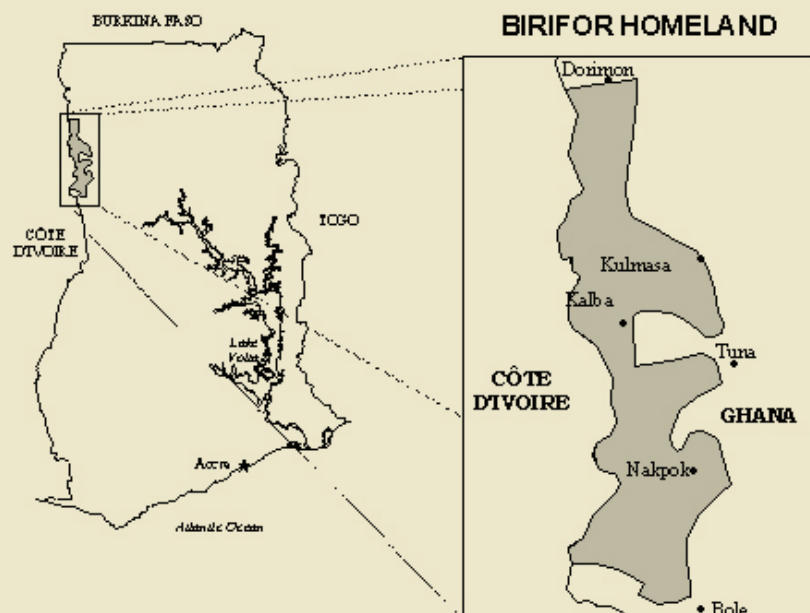 BURKINA FASO
CÔTE
D'IVOIRE
TOGO
Lake
Volta
Accra
Atlantic Ocean
BIRIFOR HOMELAND
Dorimon
Kulmasa
Kalba
Tuna
CÔTE
D'IVOIRE
GHANA
Nakpok
Bole